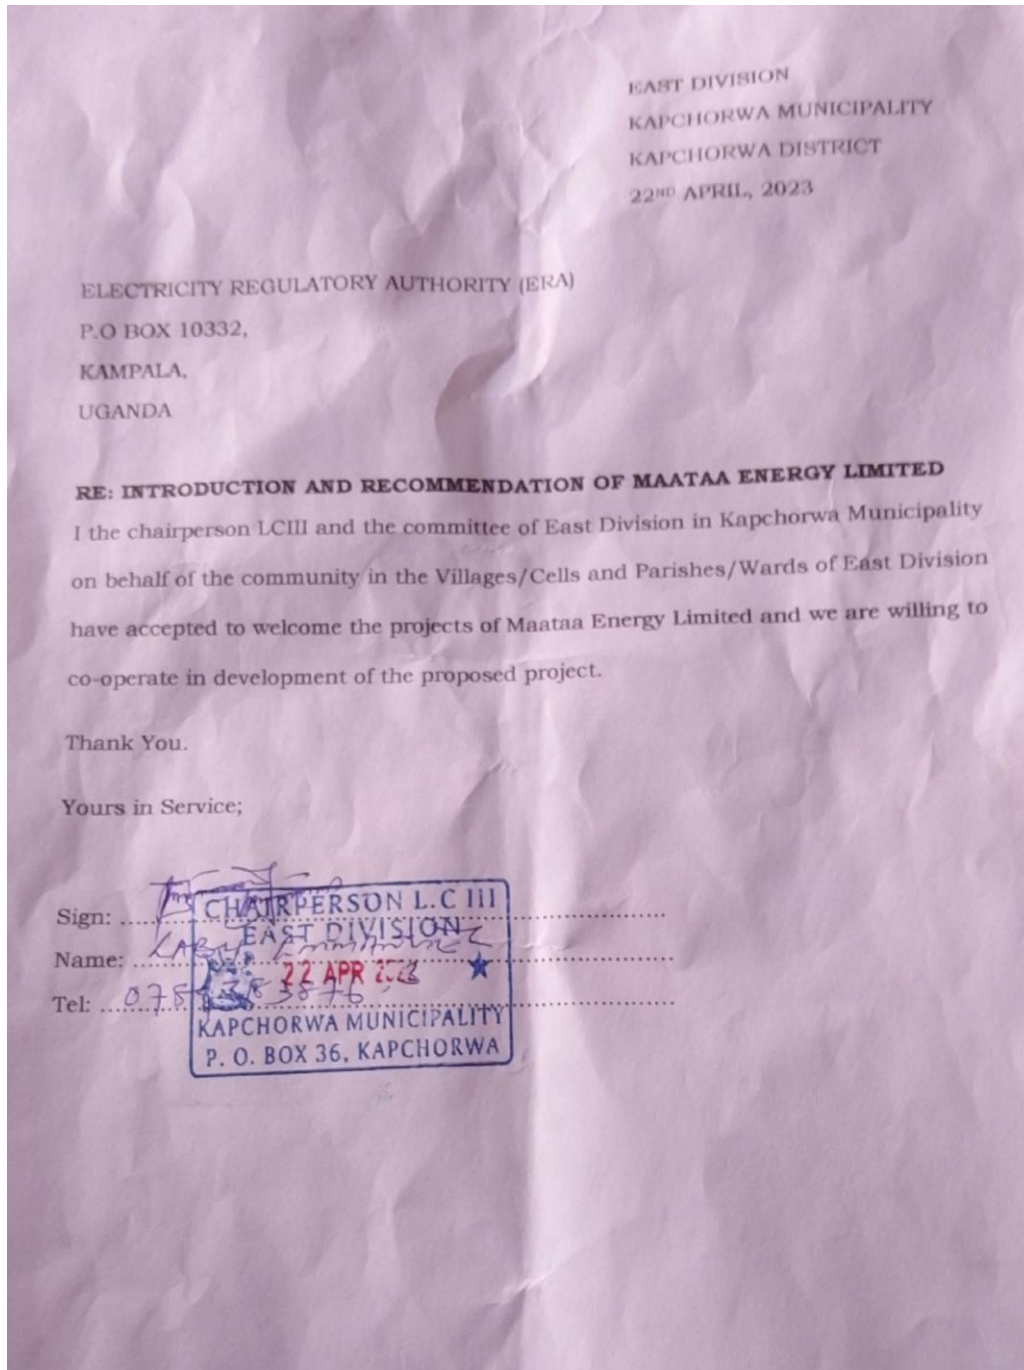 EAST DIVISION
KAPCHORWA MUNICIPALITY
KAPCHORWA DISTRICT
22ND APRIL, 2023
ELECTRICITY REGULATORY AUTHORITY (ERA)
P.O BOX 10332,
KAMPALA,
UGANDA
RE: INTRODUCTION AND RECOMMENDATION OF MAATAA ENERGY LIMITED
I the chairperson LCIII and the committee of East Division in Kapchorwa Municipality
on behalf of the community in the Villages/Cells and Parishes/Wards of East Division
have accepted to welcome the projects of Maataa Energy Limited and we are willing to
co-operate in development of the proposed project.
Thank You.
Yours in Service;
Sign:
Name:
Tel:
CHAIRPERSON L.C III
EAST DIVISION
22 APR
KAPCHORWA MUNICIPALITY
P. O. BOX 36, KAPCHORWA